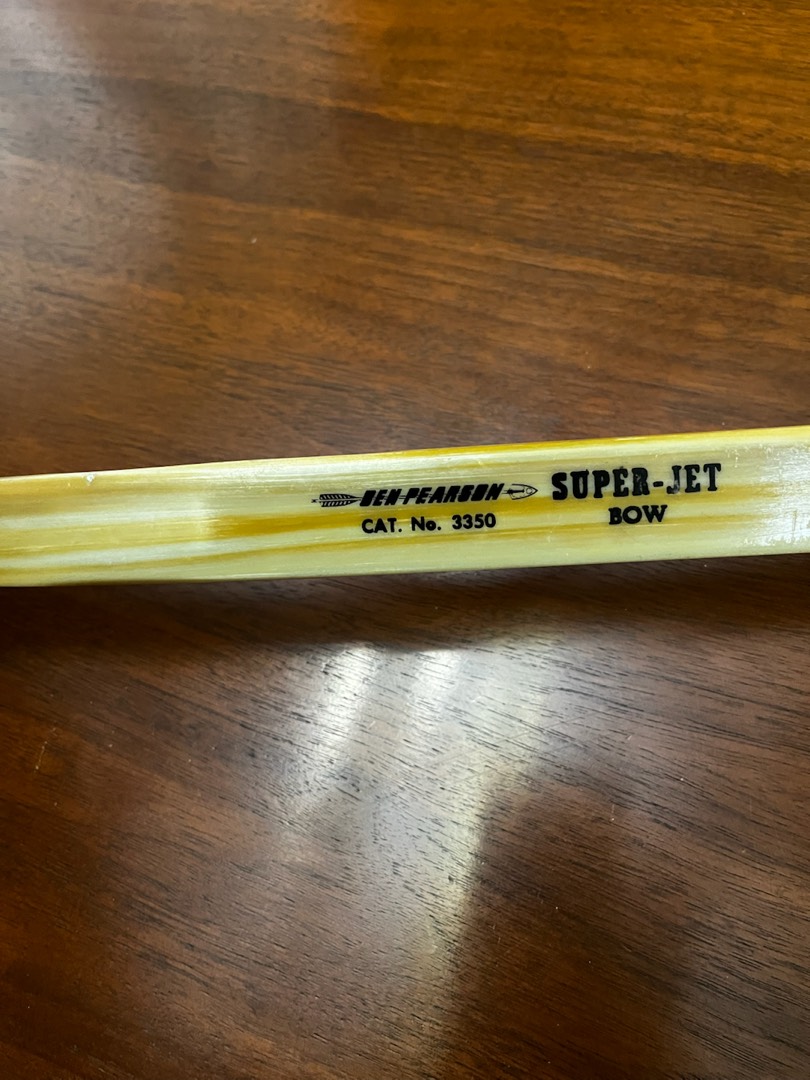 BEN PEARSON SUPER-JET
CAT. No. 3350 BOW